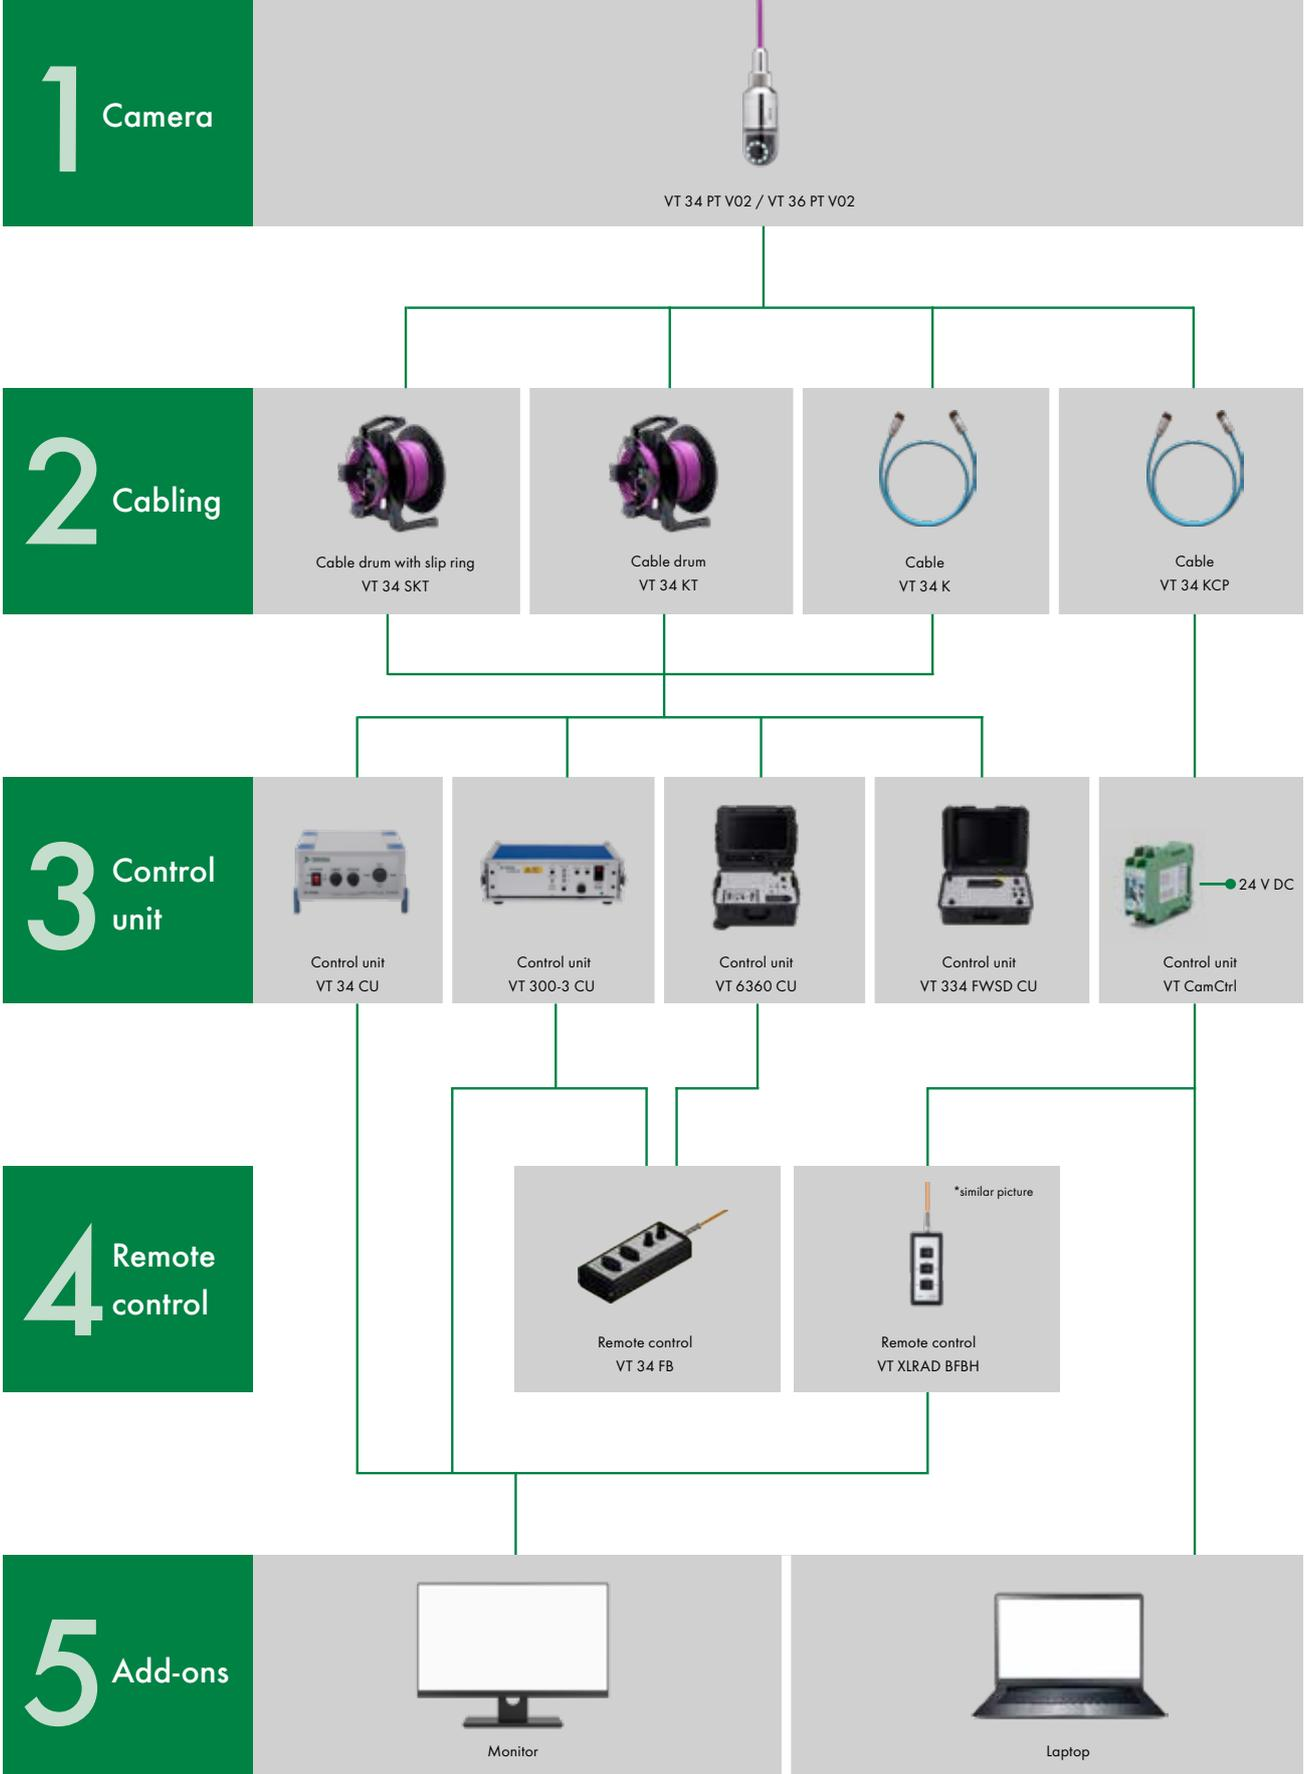 1 Camera
VT 34 PT V02 / VT 36 PT V02
2 Cabling
Cable drum with slip ring
VT 34 SKT
Cable drum
VT 34 KT
Cable
VT 34 K
Cable
VT 34 KCP
3 Control
unit
24 V DC
Control unit
VT 34 CU
Control unit
VT 300-3 CU
Control unit
VT 6360 CU
Control unit
VT 334 FWSD CU
Control unit
VT CamCtrl
4 Remote
control
*similar picture
Remote control
VT 34 FB
Remote control
VT XLRAD BFBH
5 Add-ons
Monitor
Laptop